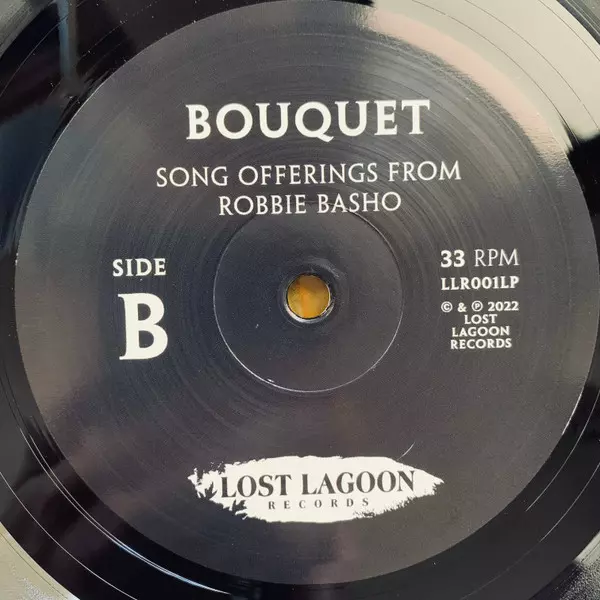 BOUQUET
SONG OFFERINGS FROM
ROBBIE BASHO
SIDE
B
33 RPM
LLR001LP
© & ℗ 2022
LOST
LAGOON
RECORDS
LOST LAGOON
RECORDS